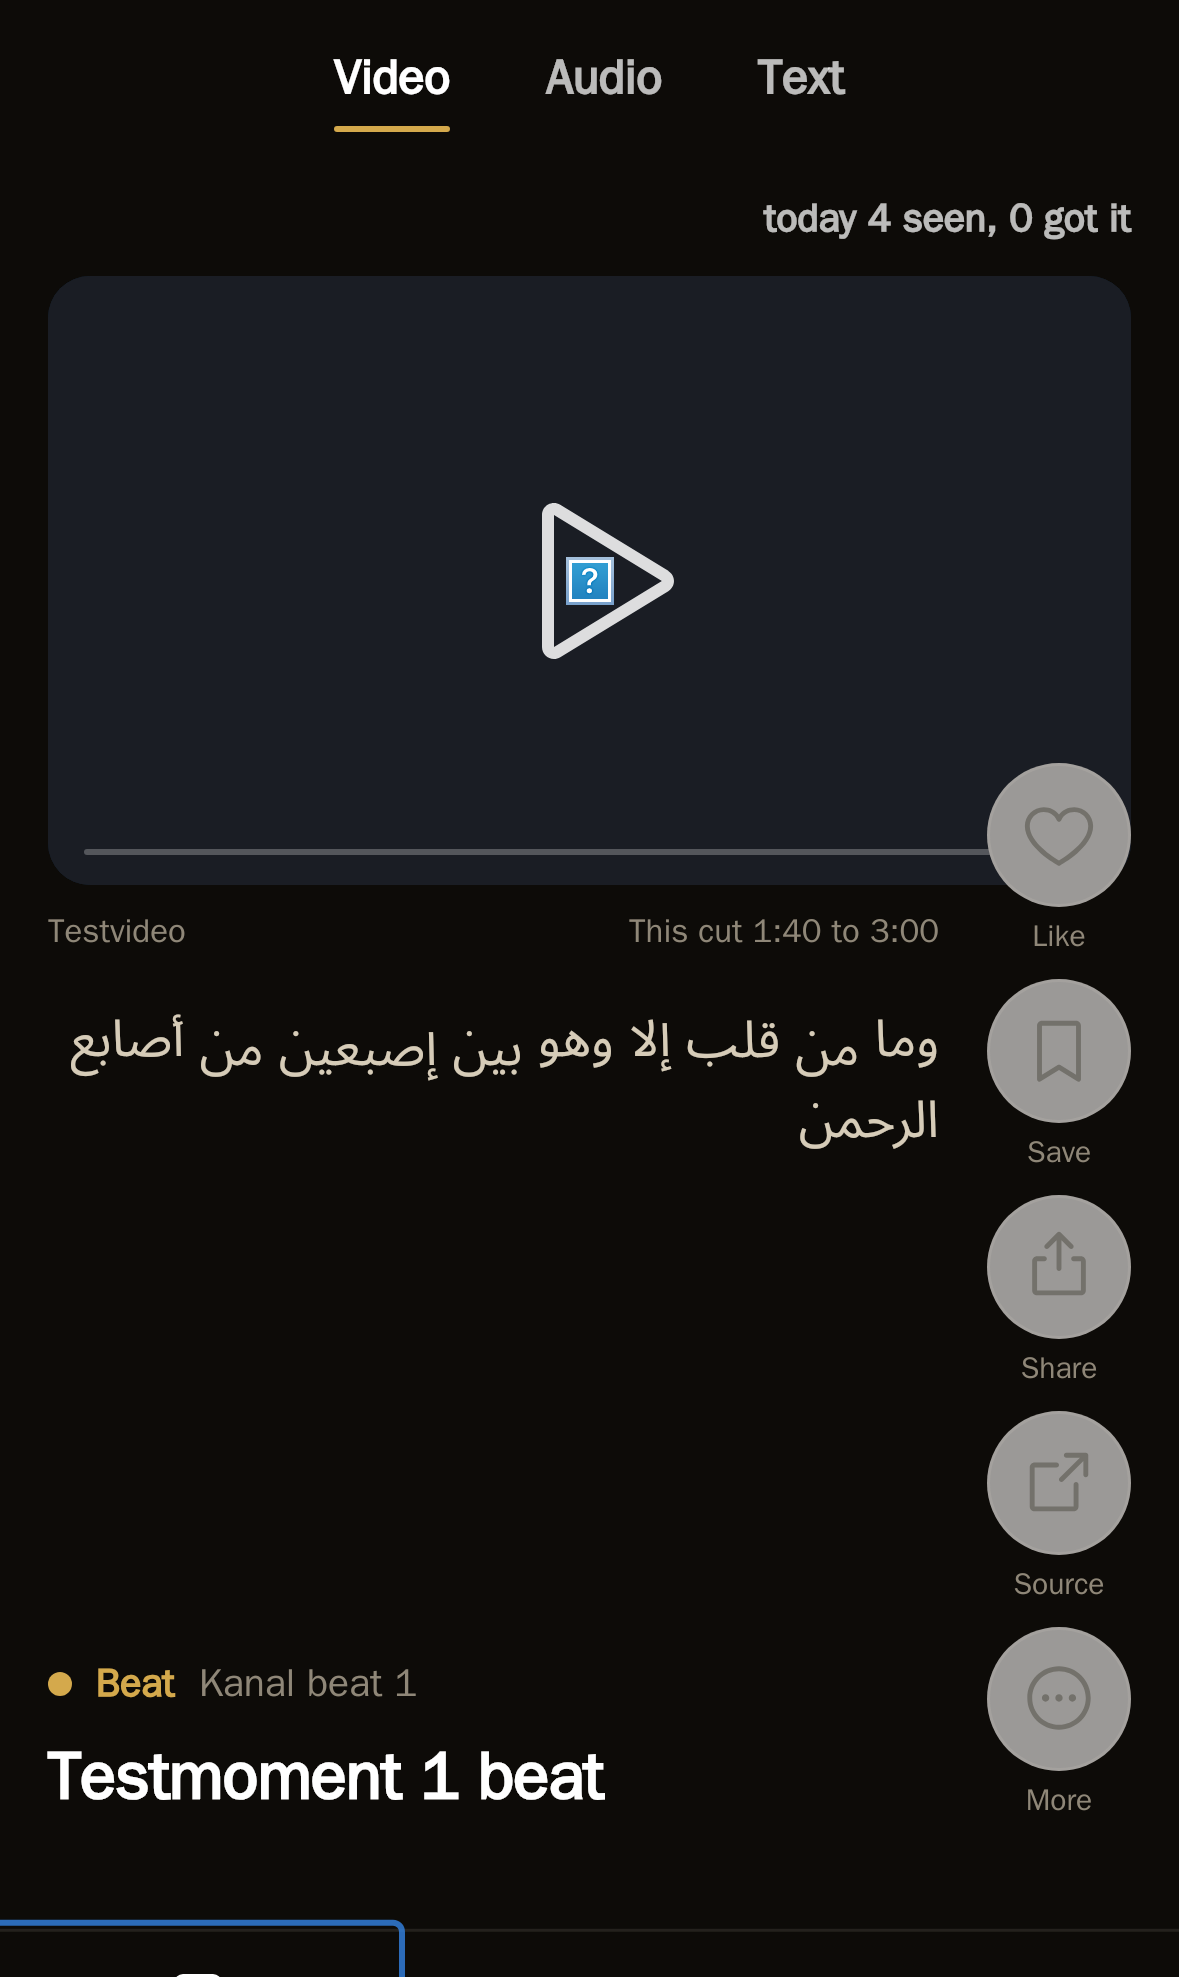 Video Audio Text
today 4 seen, 0 got it
?
Testvideo This cut 1:40 to 3:00
Like
وما من قلب إلا وهو بين إصبعين من أصابع
الرحمن
Save
Share
Source
Beat Kanal beat 1
Testmoment 1 beat
More